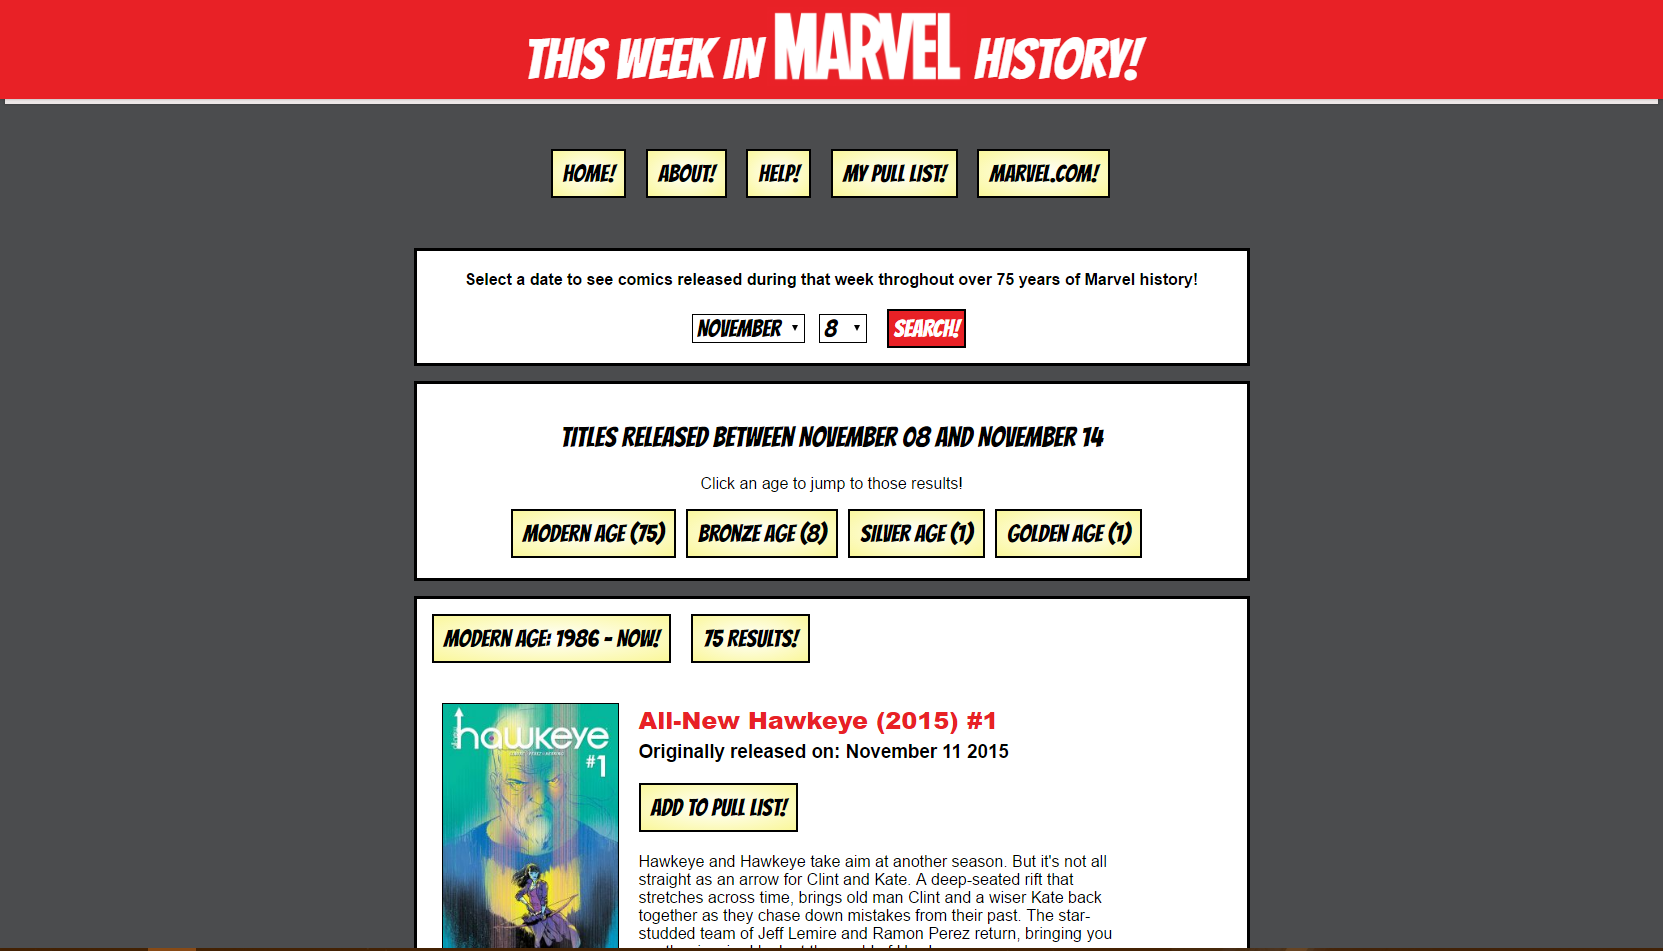 THIS WEEK IN MARVEL HISTORY!
HOME! ABOUT! HELP! MY PULL LIST! MARVEL.COM!
Select a date to see comics released during that week throghout over 75 years of Marvel history!
NOVEMBER 8 SEARCH!
TITLES RELEASED BETWEEN NOVEMBER 08 AND NOVEMBER 14
Click an age to jump to those results!
MODERN AGE (75) BRONZE AGE (8) SILVER AGE (1) GOLDEN AGE (1)
MODERN AGE: 1986 - NOW! 75 RESULTS!
hawkeye
#1
All-New Hawkeye (2015) #1
Originally released on: November 11 2015
ADD TO PULL LIST!
Hawkeye and Hawkeye take aim at another season. But it's not all
straight as an arrow for Clint and Kate. A deep-seated rift that
stretches across time, brings old man Clint and a wiser Kate back
together as they chase down mistakes from their past. The star-
studded team of Jeff Lemire and Ramon Perez return, bringing you